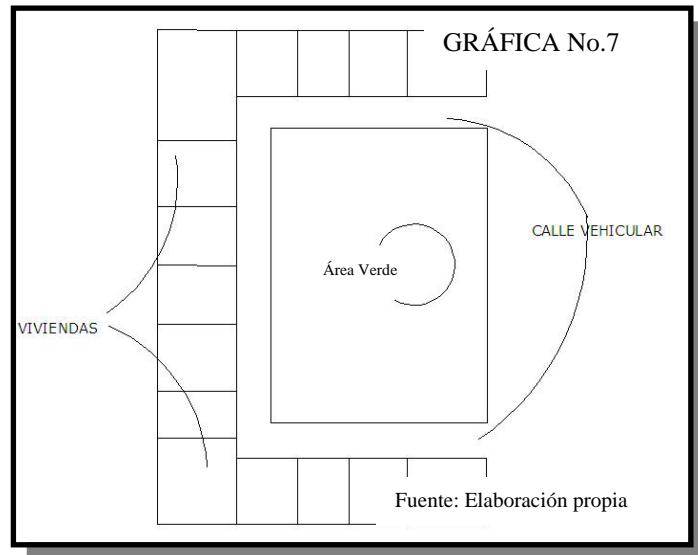 GRÁFICA No.7
CALLE VEHICULAR
Área Verde
VIVIENDAS
Fuente: Elaboración propia